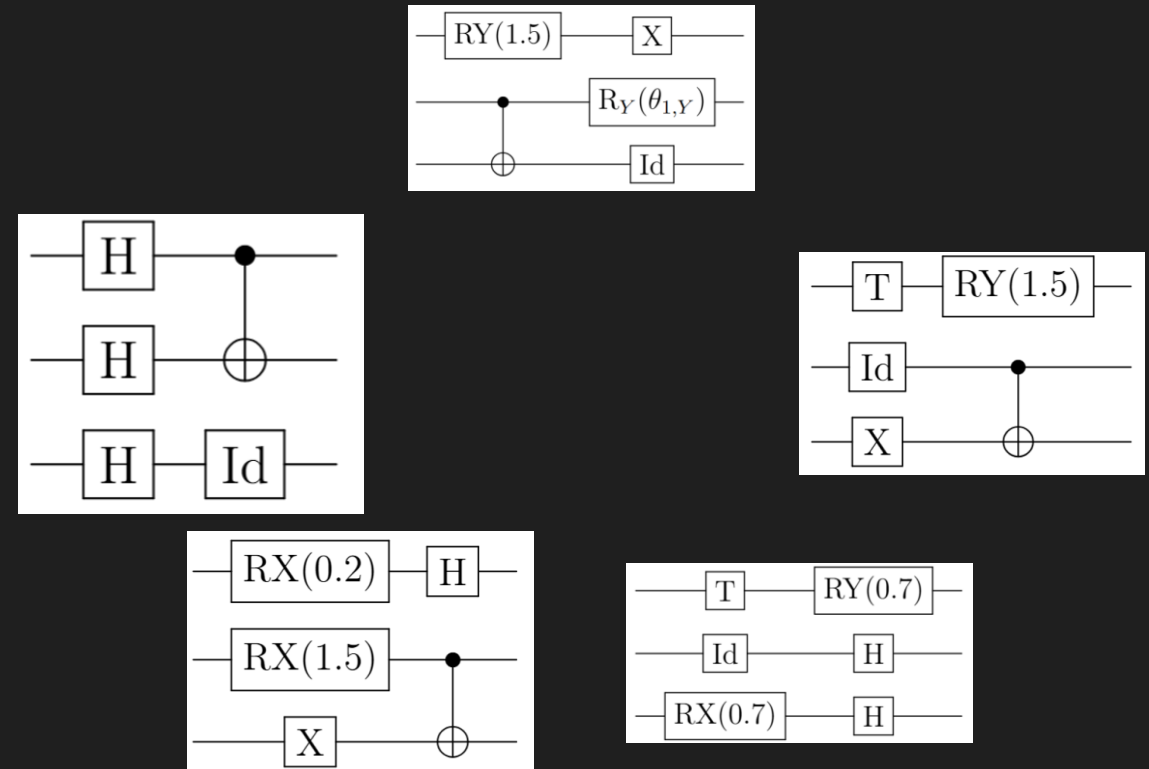 RY(1.5) X
R_Y(θ_{1,Y})
Id
H
H
H Id
T RY(1.5)
Id
X
RX(0.2) H
RX(1.5)
X
T RY(0.7)
Id H
RX(0.7) H